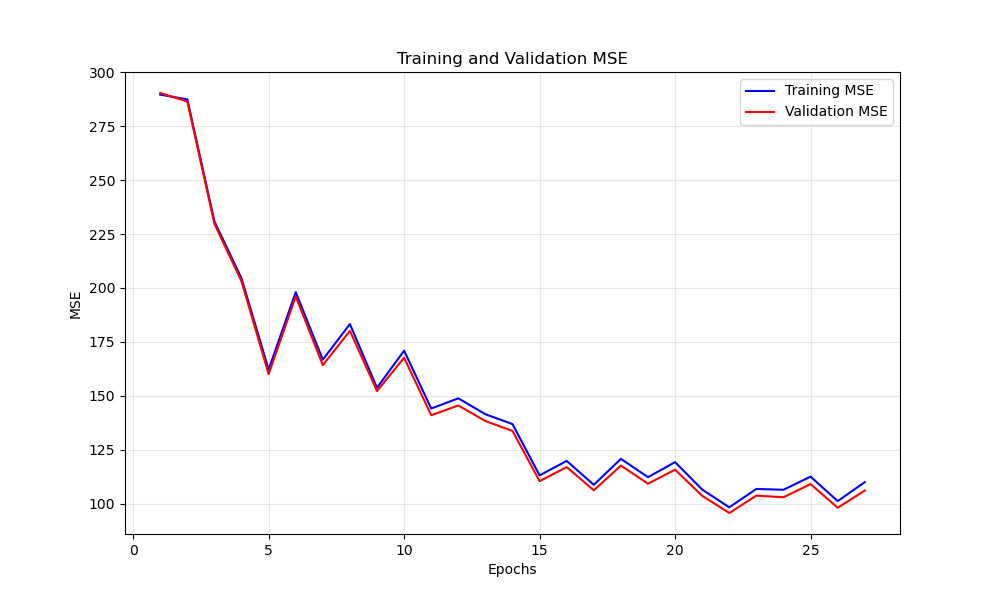 Training and Validation MSE
Training MSE
Validation MSE
MSE
300
275
250
225
200
175
150
125
100
0 5 10 15 20 25
Epochs